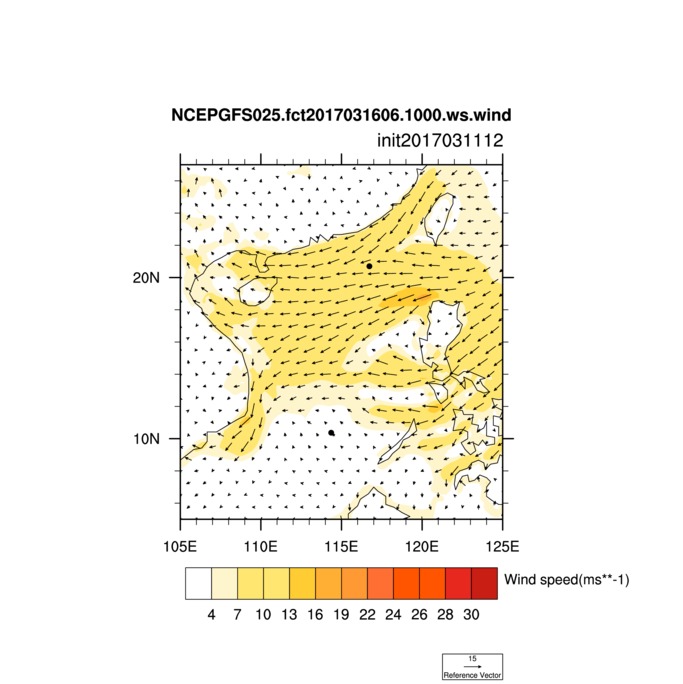 NCEPGFS025.fct2017031606.1000.ws.wind
init2017031112
20N
10N
105E 110E 115E 120E 125E
Wind speed(ms**-1)
4 7 10 13 16 19 22 24 26 28 30
15
Reference Vector